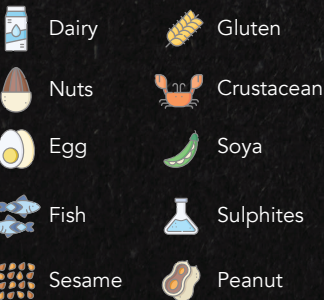 Dairy
Gluten
Nuts
Crustacean
Egg
Soya
Fish
Sulphites
Sesame
Peanut